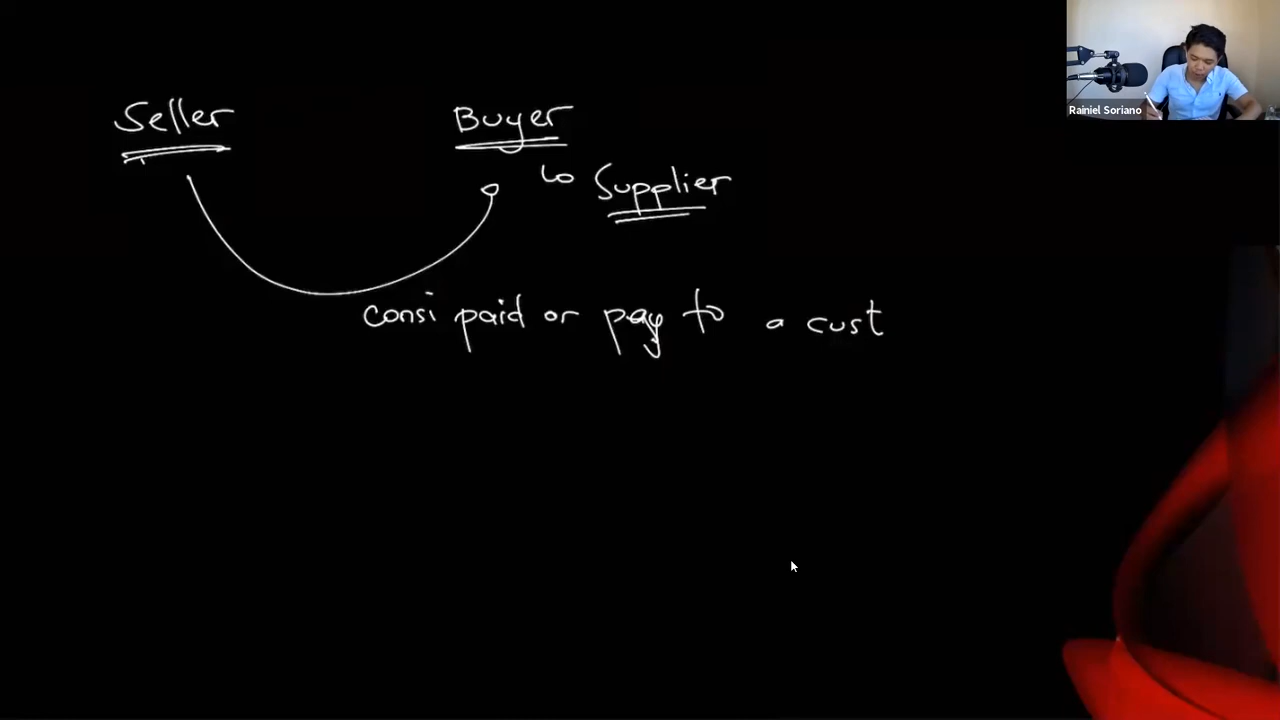 Rainiel Soriano
Seller
Buyer
Supplier
consi paid or pay to a cust